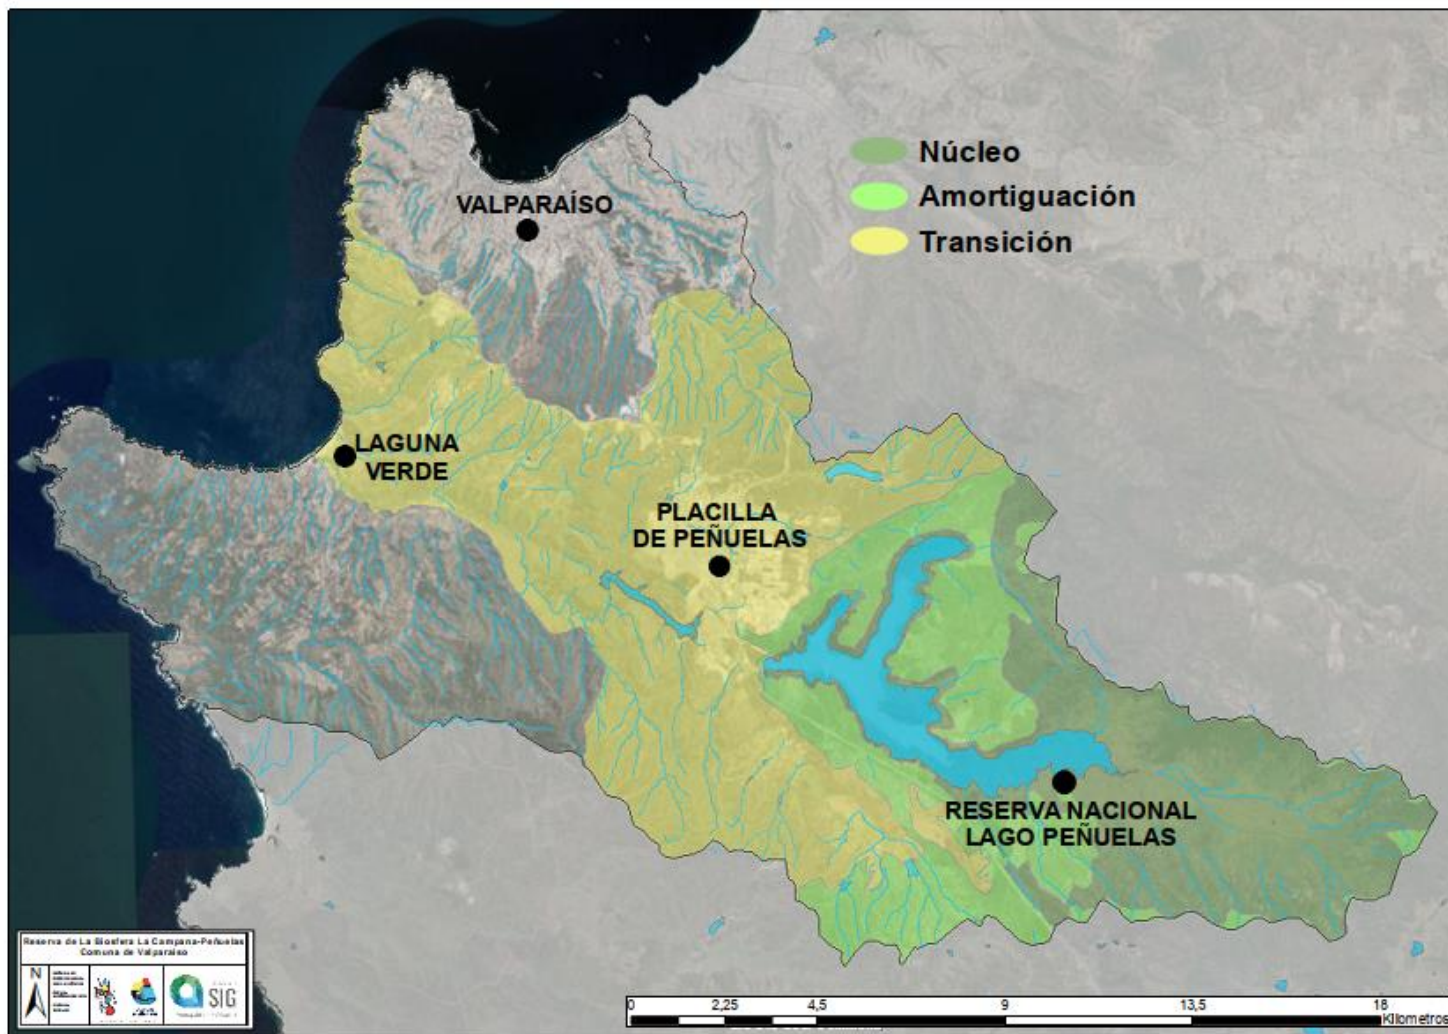 Núcleo
Amortiguación
Transición
VALPARAÍSO
LAGUNA
VERDE
PLACILLA
DE PEÑUELAS
RESERVA NACIONAL
LAGO PEÑUELAS
Reserva de La Biosfera La Campana-Peñuelas
Comuna de Valparaíso
N
SIG
0 2,25 4,5 9 13,5 18
Kilometros